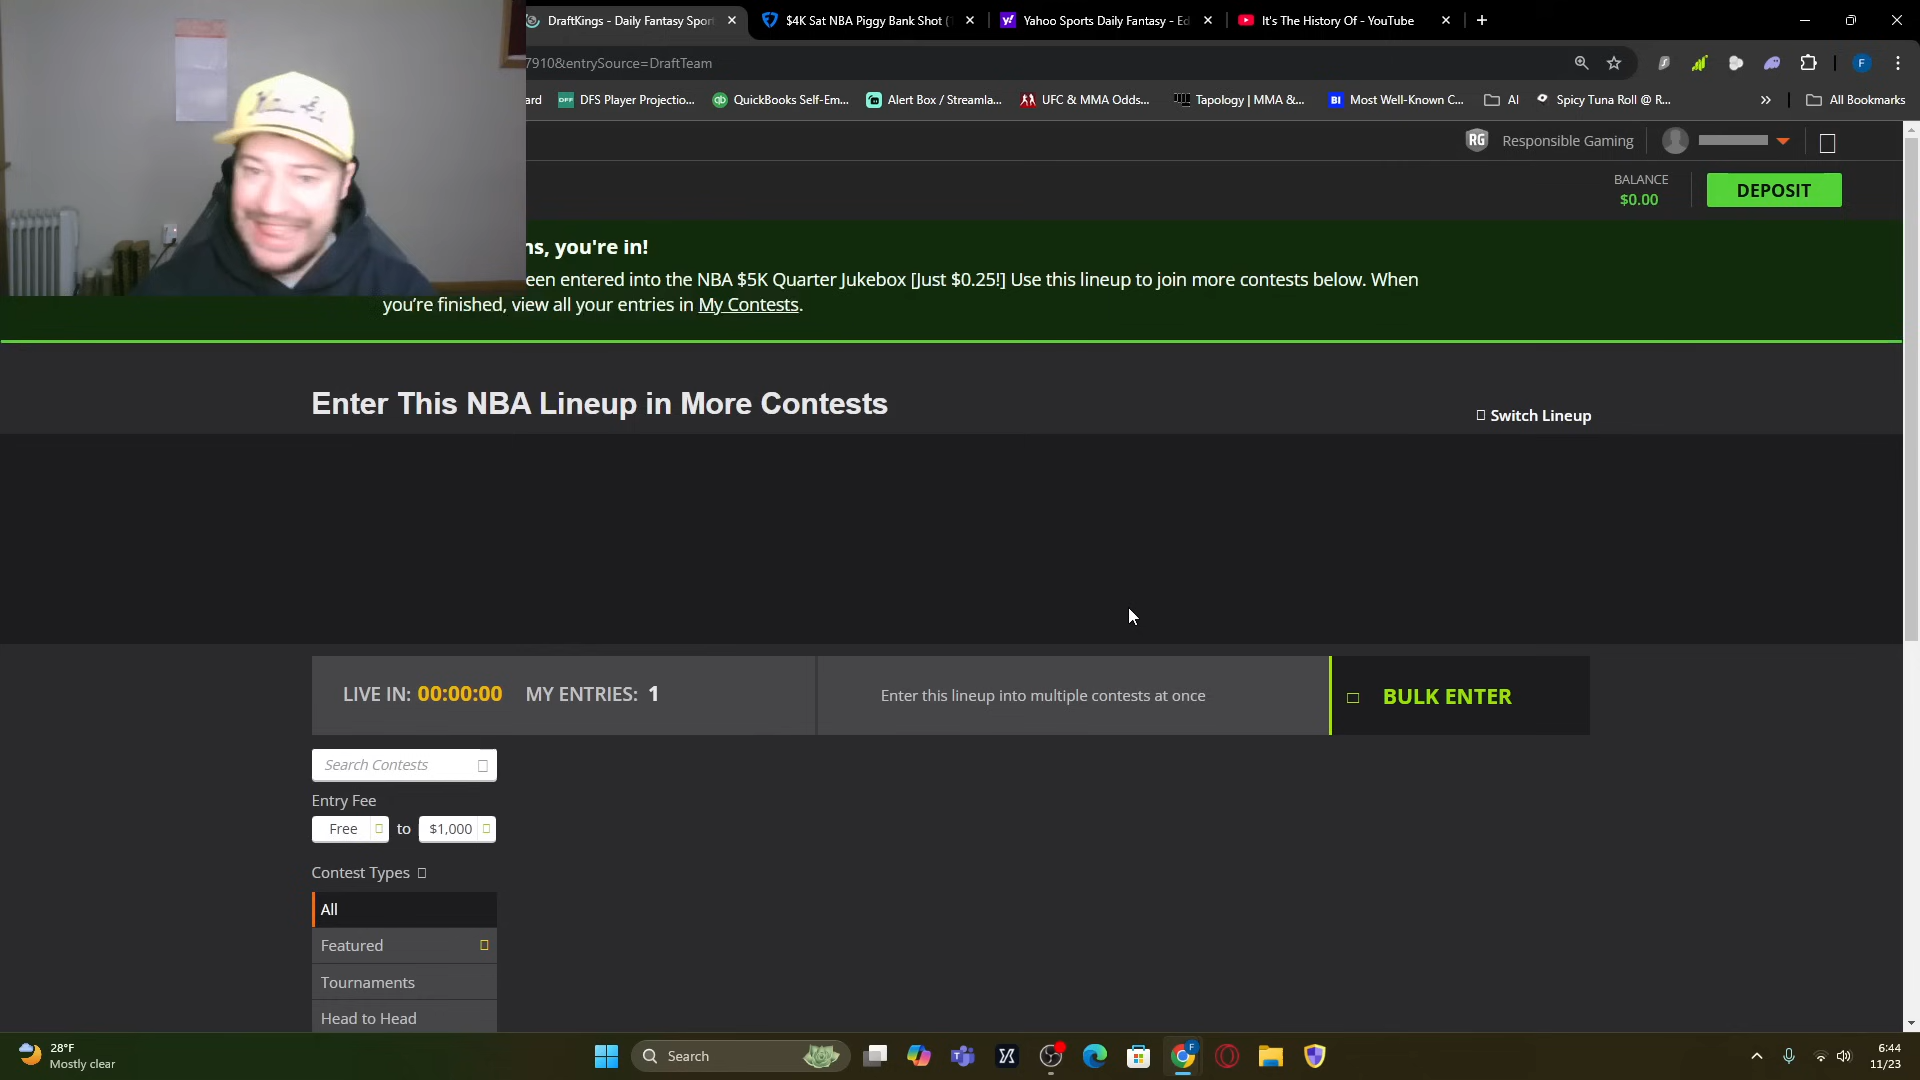 DraftKings - Daily Fantasy Sport
$4K Sat NBA Piggy Bank Shot (
Yahoo Sports Daily Fantasy - Ed
It's The History Of - YouTube
7910&entrySource=DraftTeam
F
ard
DFF
DFS Player Projectio...
QuickBooks Self-Em...
Alert Box / Streamla...
UFC & MMA Odds...
Tapology | MMA &...
BI
Most Well-Known C...
AI
Spicy Tuna Roll @ R...
All Bookmarks
RG
Responsible Gaming
BALANCE
$0.00
DEPOSIT
ns, you're in!
een entered into the NBA $5K Quarter Jukebox [Just $0.25!] Use this lineup to join more contests below. When
you're finished, view all your entries in My Contests.
Enter This NBA Lineup in More Contests
Switch Lineup
LIVE IN: 00:00:00
MY ENTRIES: 1
Enter this lineup into multiple contests at once
BULK ENTER
Search Contests
Entry Fee
Free
to
$1,000
Contest Types
All
Featured
Tournaments
Head to Head
28°F
Mostly clear
Search
6:44
11/23